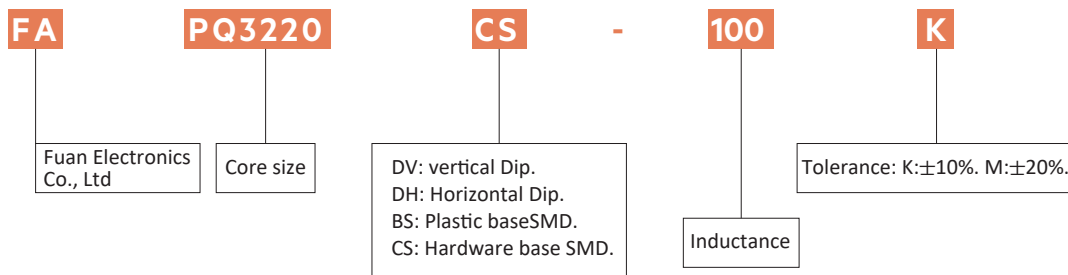 FA PQ3220 CS - 100 K
Fuan Electronics
Co., Ltd
Core size
DV: vertical Dip.
DH: Horizontal Dip.
BS: Plastic baseSMD.
CS: Hardware base SMD.
Inductance
Tolerance: K:±10%. M:±20%.